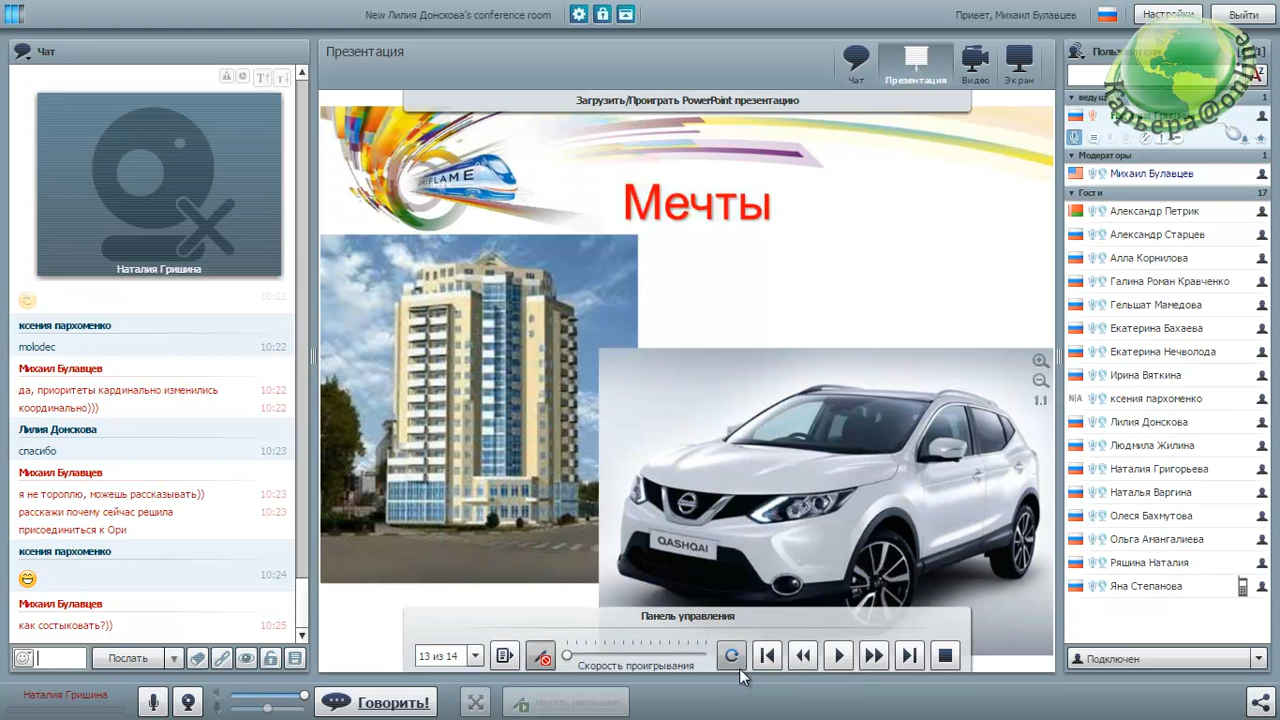 New Лилия Донскова's conference room
Привет, Михаил Булавцев
Настройки
Выйти
Чат
Наталия Гришина
10:22
ксения пархоменко
molodec 10:22
Михаил Булавцев
да, приоритеты кардинально изменились 10:22
координально))) 10:22
Лилия Донскова
спасибо 10:23
Михаил Булавцев
я не тороплю, можешь рассказывать)) 10:23
расскажи почему сейчас решила 10:23
присоединиться к Ори
ксения пархоменко
10:24
Михаил Булавцев
как состыковать?)) 10:25
Послать
Наталия Гришина
Говорить!
Презентация
Чат
Презентация
Видео
Экран
Загрузить/Проиграть PowerPoint презентацию
ORIFLAME
Мечты
QASHQAI
1.1
Панель управления
13 из 14
Скорость проигрывания
Карьера@online
Модераторы 1
Михаил Булавцев
Гости 17
Александр Петрик
Александр Старцев
Алла Корнилова
Галина Роман Кравченко
Гельшат Мамедова
Екатерина Бахаева
Екатерина Нечволода
Ирина Вяткина
N/A ксения пархоменко
Лилия Донскова
Людмила Жилина
Наталия Григорьева
Наталья Варгина
Олеся Бахмутова
Ольга Амангалиева
Ряшина Наталия
Яна Степанова
Подключен